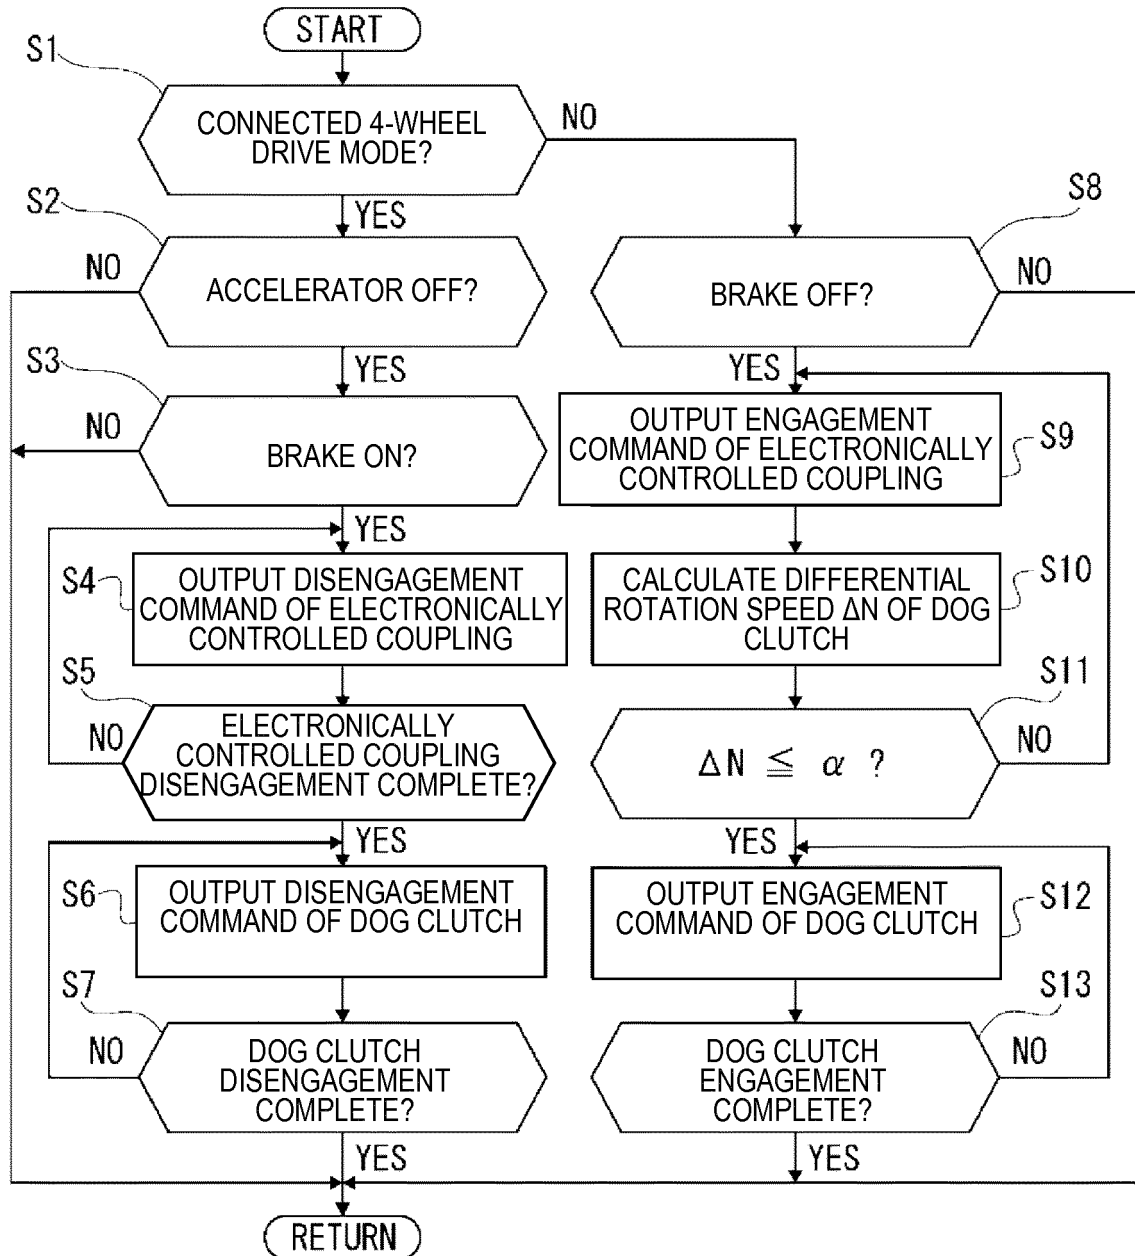 START
S1
CONNECTED 4-WHEEL
DRIVE MODE?
NO
YES
S2
NO
ACCELERATOR OFF?
YES
S8
BRAKE OFF?
NO
YES
S3
NO
BRAKE ON?
YES
S9
OUTPUT ENGAGEMENT
COMMAND OF ELECTRONICALLY
CONTROLLED COUPLING
S4
OUTPUT DISENGAGEMENT
COMMAND OF ELECTRONICALLY
CONTROLLED COUPLING
S10
CALCULATE DIFFERENTIAL
ROTATION SPEED ΔN OF DOG
CLUTCH
S5
NO
ELECTRONICALLY
CONTROLLED COUPLING
DISENGAGEMENT COMPLETE?
YES
S11
ΔN ≦ α ?
NO
YES
S6
OUTPUT DISENGAGEMENT
COMMAND OF DOG CLUTCH
S12
OUTPUT ENGAGEMENT
COMMAND OF DOG CLUTCH
S7
NO
DOG CLUTCH
DISENGAGEMENT
COMPLETE?
YES
S13
DOG CLUTCH
ENGAGEMENT
COMPLETE?
NO
YES
RETURN